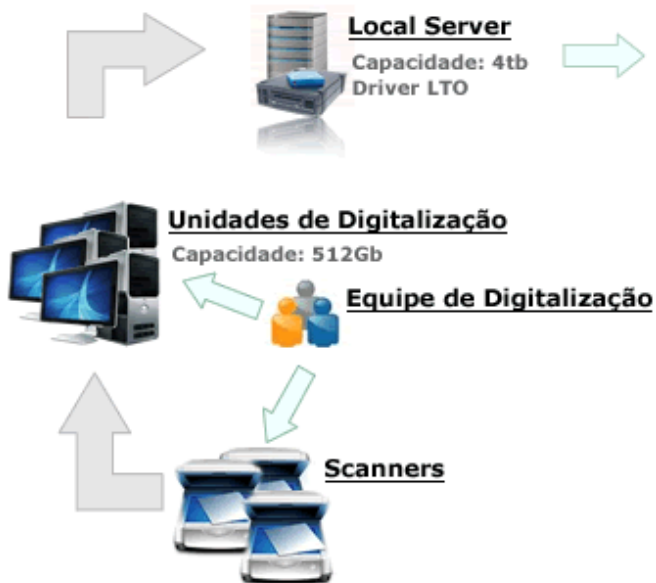 Local Server
Capacidade: 4tb
Driver LTO
Unidades de Digitalização
Capacidade: 512Gb
Equipe de Digitalização
Scanners